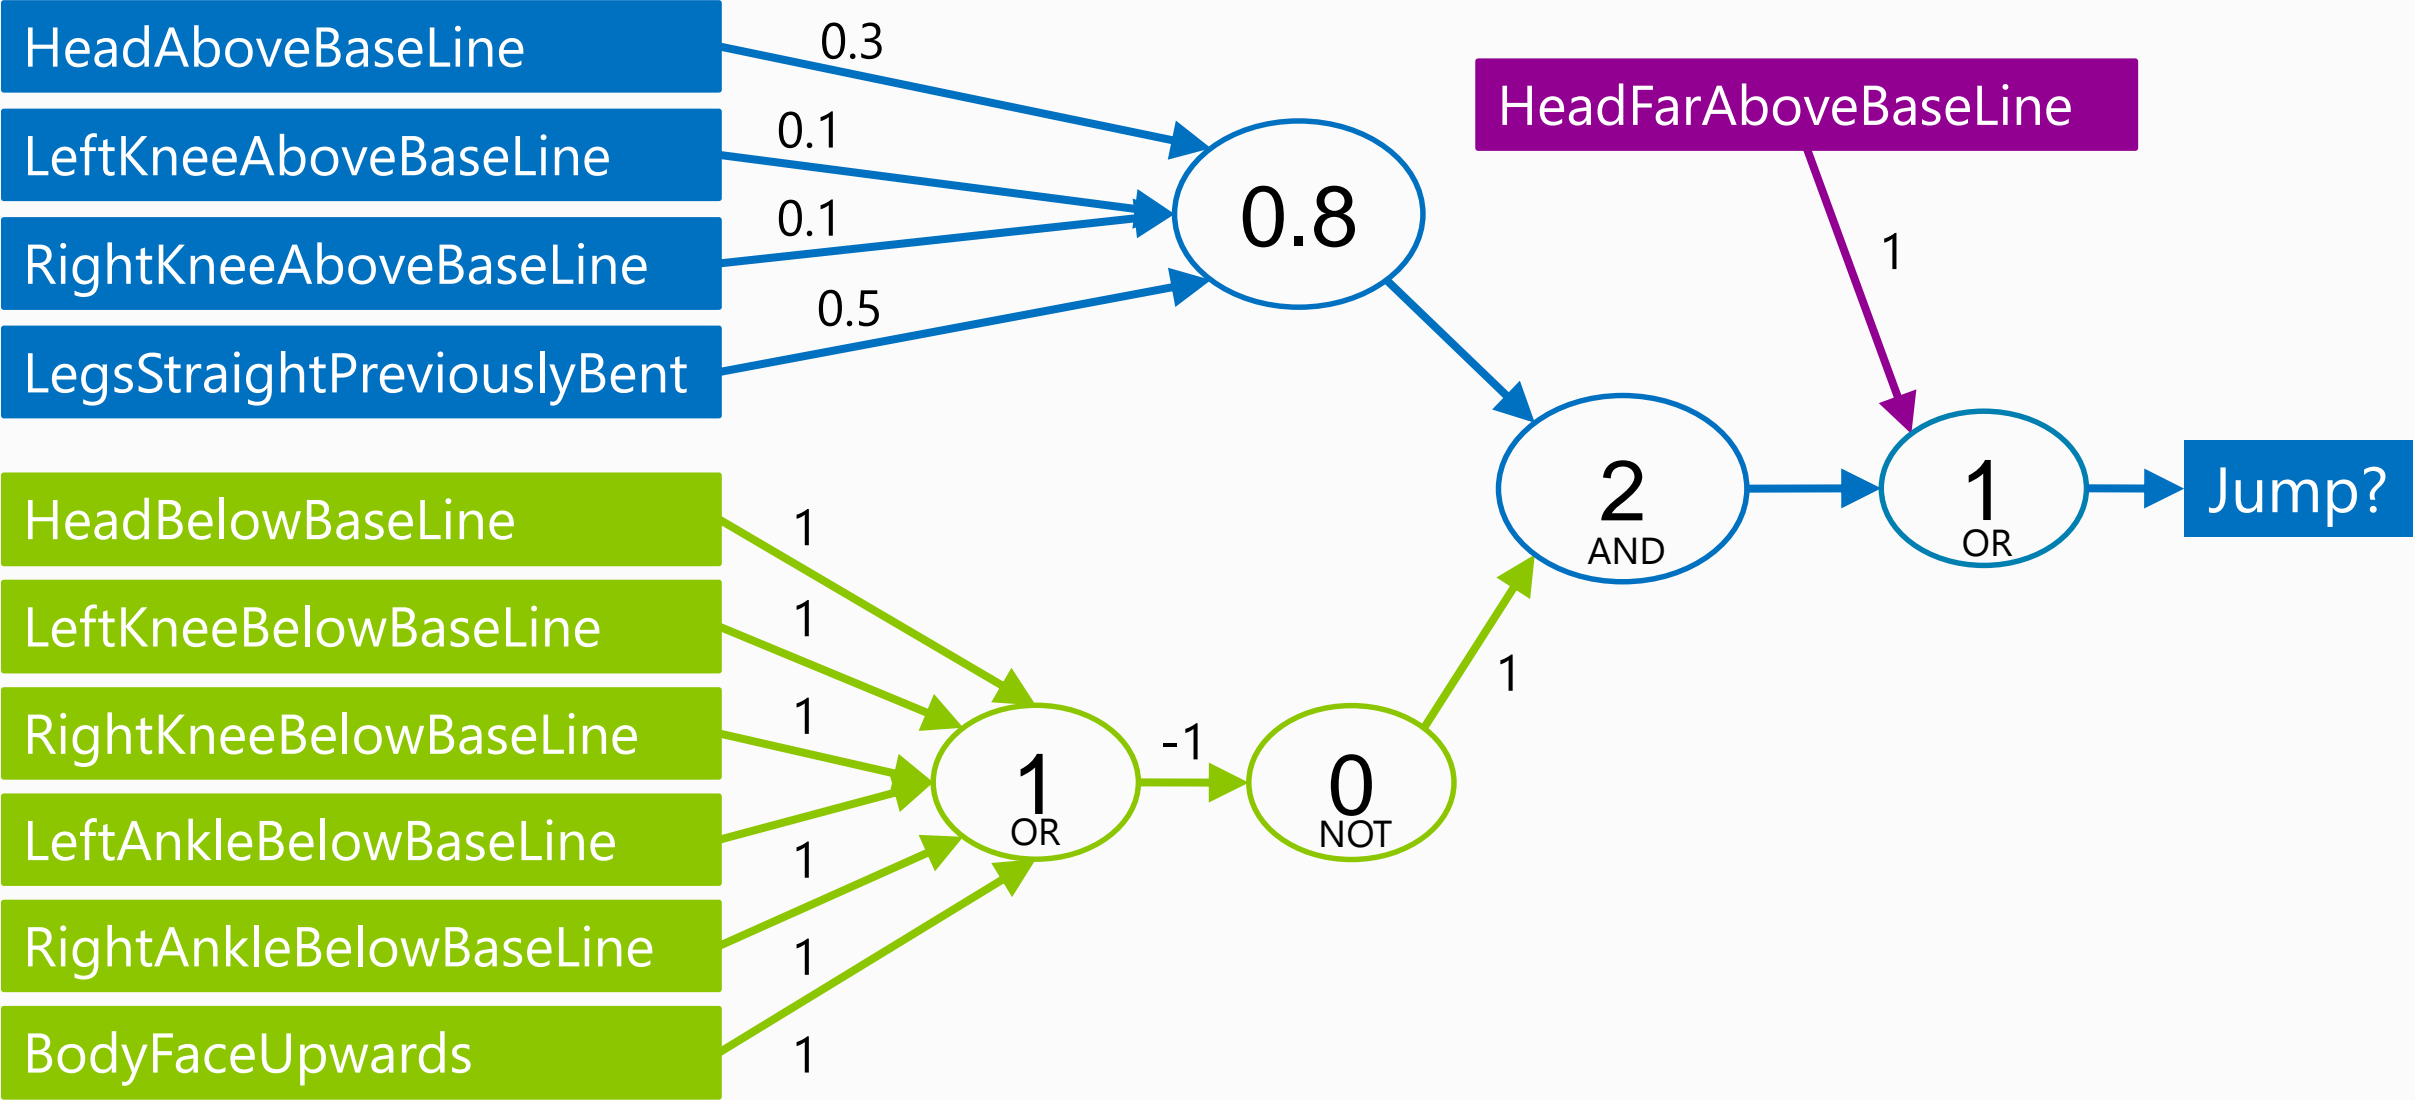 HeadAboveBaseLine
0.3
LeftKneeAboveBaseLine
0.1
RightKneeAboveBaseLine
0.1
LegsStraightPreviouslyBent
0.5
0.8
HeadFarAboveBaseLine
1
HeadBelowBaseLine
1
LeftKneeBelowBaseLine
1
RightKneeBelowBaseLine
1
LeftAnkleBelowBaseLine
1
RightAnkleBelowBaseLine
1
BodyFaceUpwards
1
1
OR
-1
0
NOT
1
2
AND
1
OR
Jump?